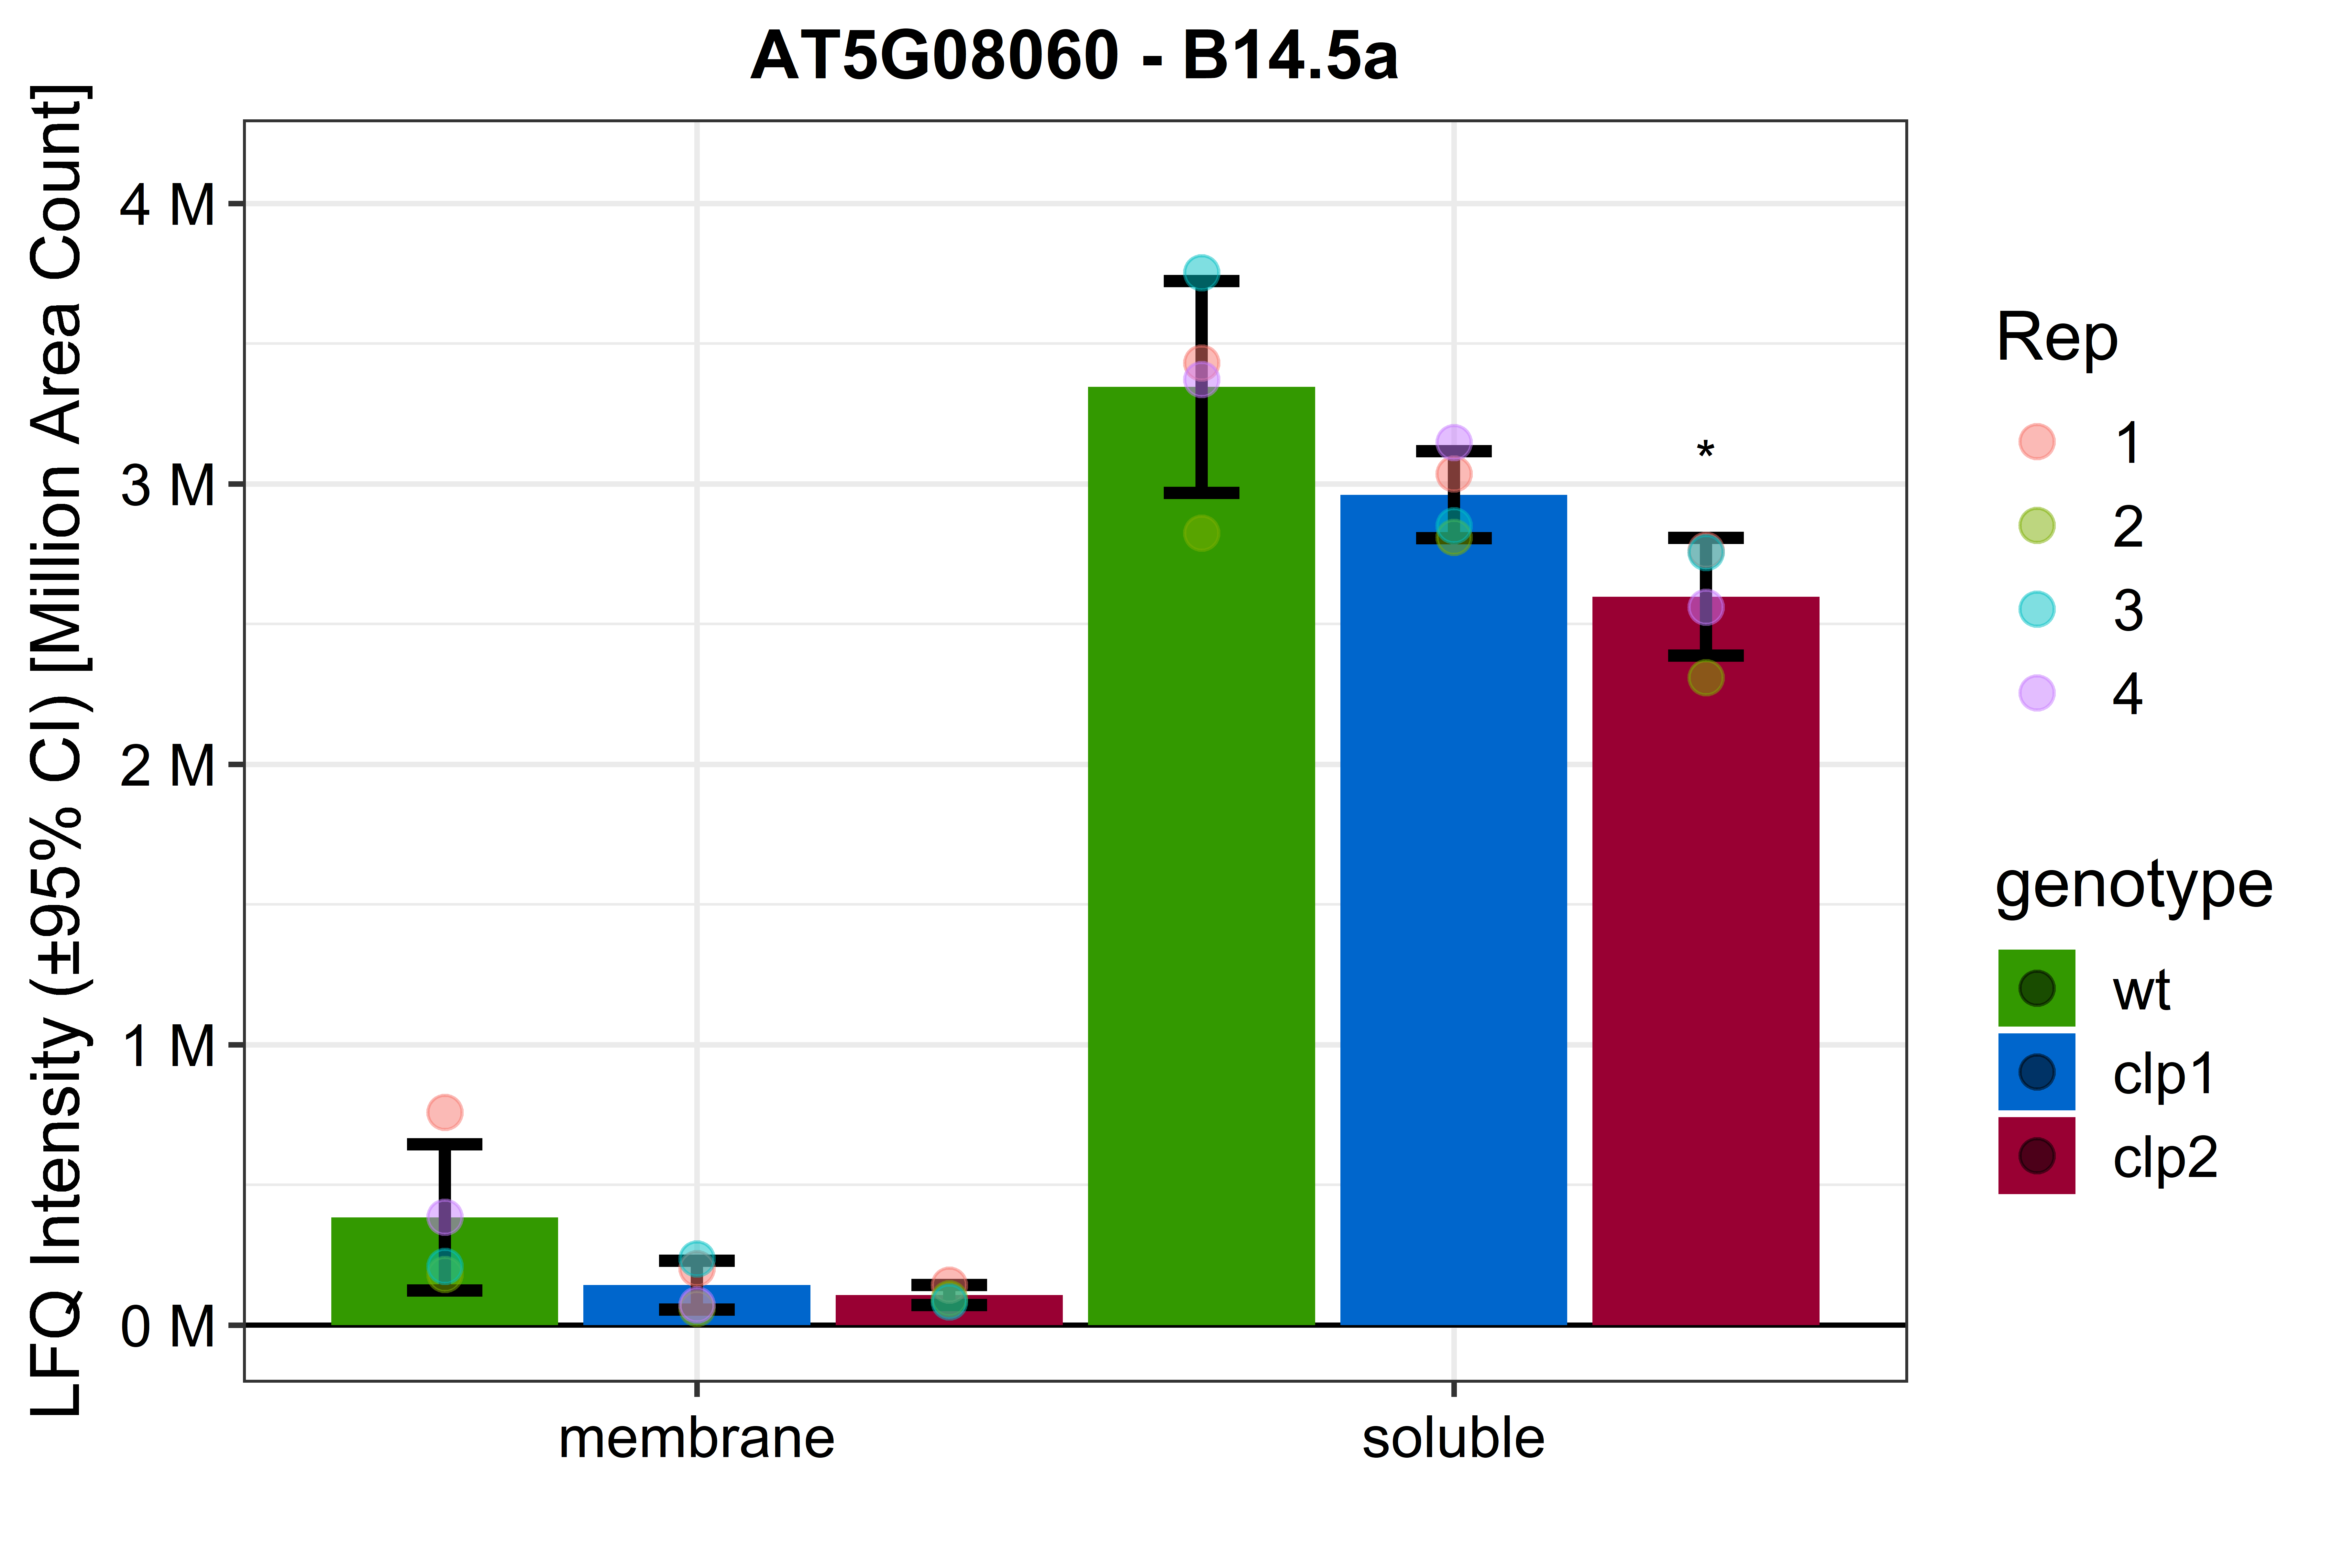 AT5G08060 - B14.5a
LFQ Intensity (±95% CI) [Million Area Count]
4 M
3 M
2 M
1 M
0 M
*
membrane
soluble
Rep
1
2
3
4
genotype
wt
clp1
clp2